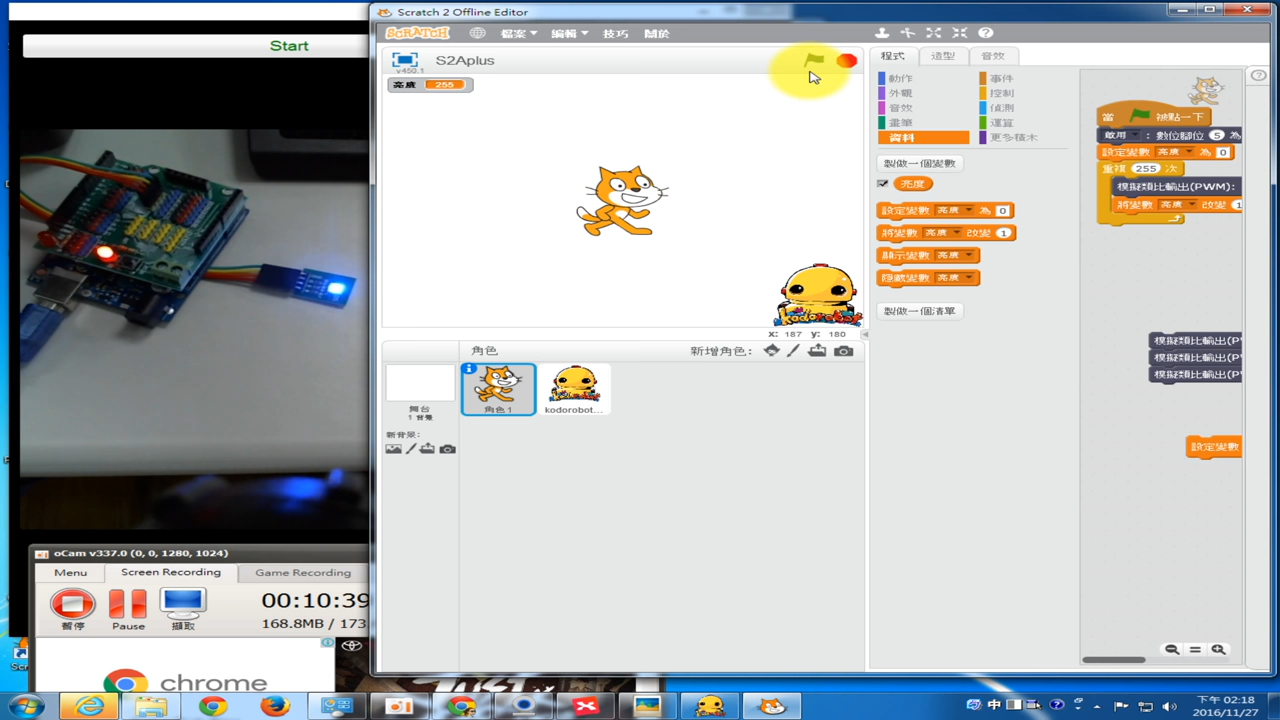 Scratch 2 Offline Editor
Start
SCRATCH
檔案
編輯
技巧
關於
v450.1
S2Aplus
亮度 255
程式
造型
音效
動作
外觀
音效
畫筆
資料
事件
控制
偵測
運算
更多積木
製做一個變數
亮度
設定變數 亮度 為 0
將變數 亮度 改變 1
顯示變數 亮度
隱藏變數 亮度
製做一個清單
當 被點一下
啟用 : 數位腳位 5 為
設定變數 亮度 為 0
重複 255 次
模擬類比輸出(PWM):
將變數 亮度 改變 1
模擬類比輸出(P
模擬類比輸出(P
模擬類比輸出(P
設定變數
kodorobot
x: 187 y: 180
角色
新增角色:
舞台
1 背景
新背景:
角色1
kodorobot...
oCam v337.0 (0, 0, 1280, 1024)
Menu
Screen Recording
Game Recording
暫停
Pause
擷取
00:10:39
168.8MB / 173
chrome
中
下午 02:18
2016/11/27